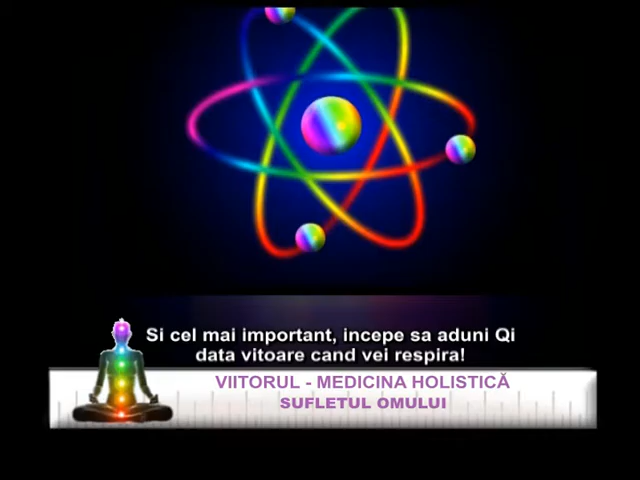 Si cel mai important, incepe sa aduni Qi
data vitoare cand vei respira!
VIITORUL - MEDICINA HOLISTICĂ
SUFLETUL OMULUI